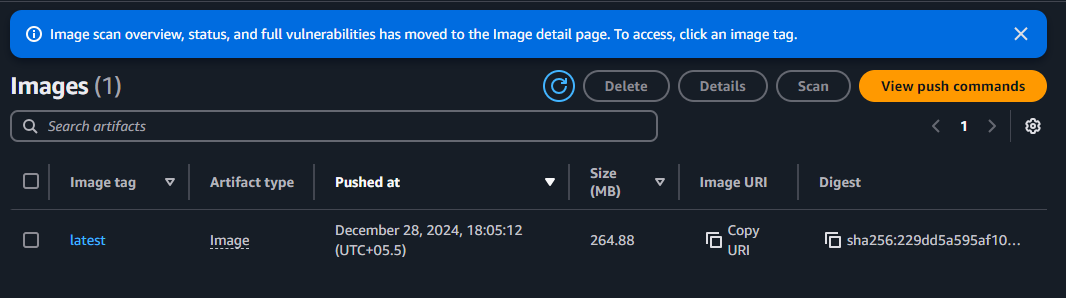 Image scan overview, status, and full vulnerabilities has moved to the Image detail page. To access, click an image tag.
Images (1)
Delete
Details
Scan
View push commands
Search artifacts
1
Image tag
Artifact type
Pushed at
Size
(MB)
Image URI
Digest
latest
Image
December 28, 2024, 18:05:12
(UTC+05.5)
264.88
Copy
URI
sha256:229dd5a595af10...